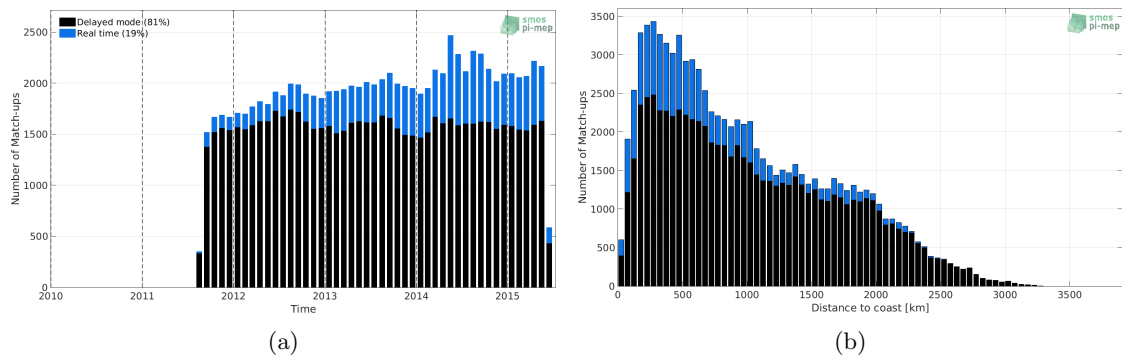 Delayed mode (81%)
Real time (19%)
smos
pi-mep
2500
2000
1500
1000
500
0
Number of Match-ups
2010
2011
2012
2013
2014
2015
Time
(a)
smos
pi-mep
3500
3000
2500
2000
1500
1000
500
0
Number of Match-ups
0
500
1000
1500
2000
2500
3000
3500
Distance to coast [km]
(b)